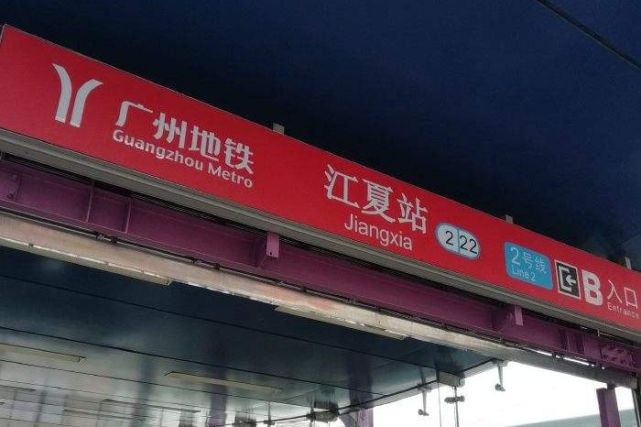 广州地铁
Guangzhou Metro
江夏站
Jiangxia
2 22
2号线
Line 2
B
入口
Entrance